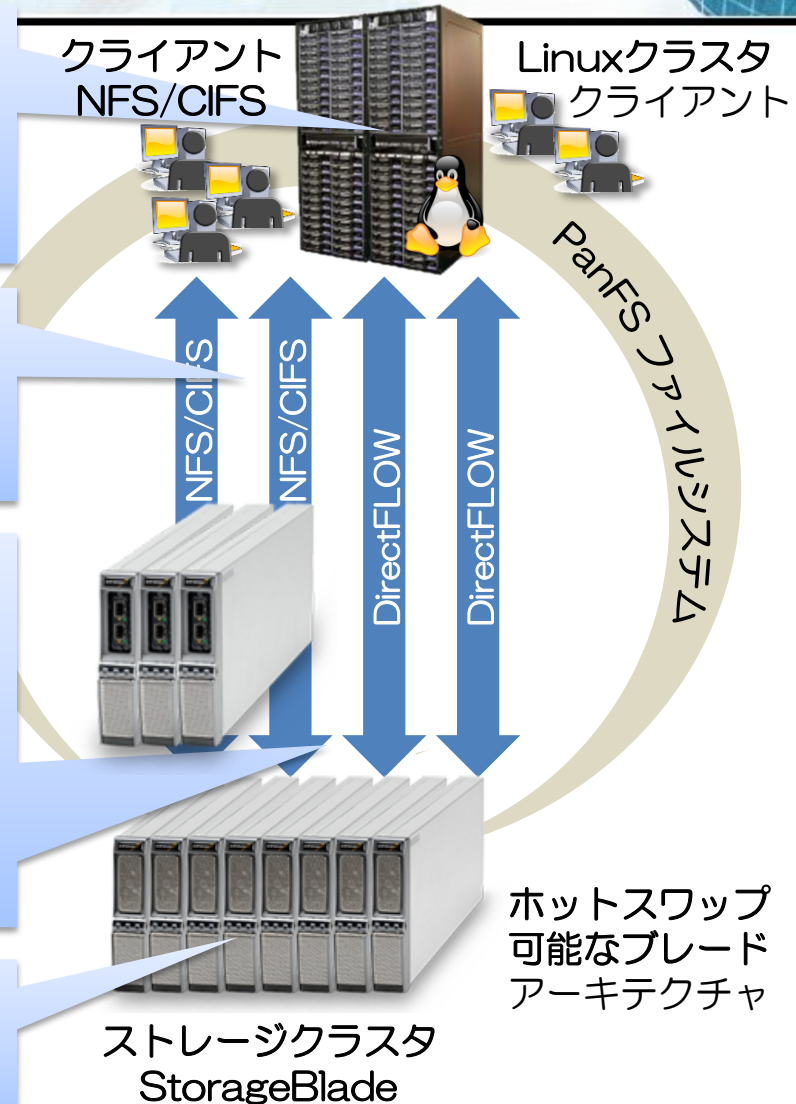 クライアント
NFS/CIFS
Linuxクラスタ
クライアント
PanFS ファイルシステム
NFS/CIFS
NFS/CIFS
DirectFLOW
DirectFLOW
ホットスワップ
可能なブレード
アーキテクチャ
ストレージクラスタ
StorageBlade